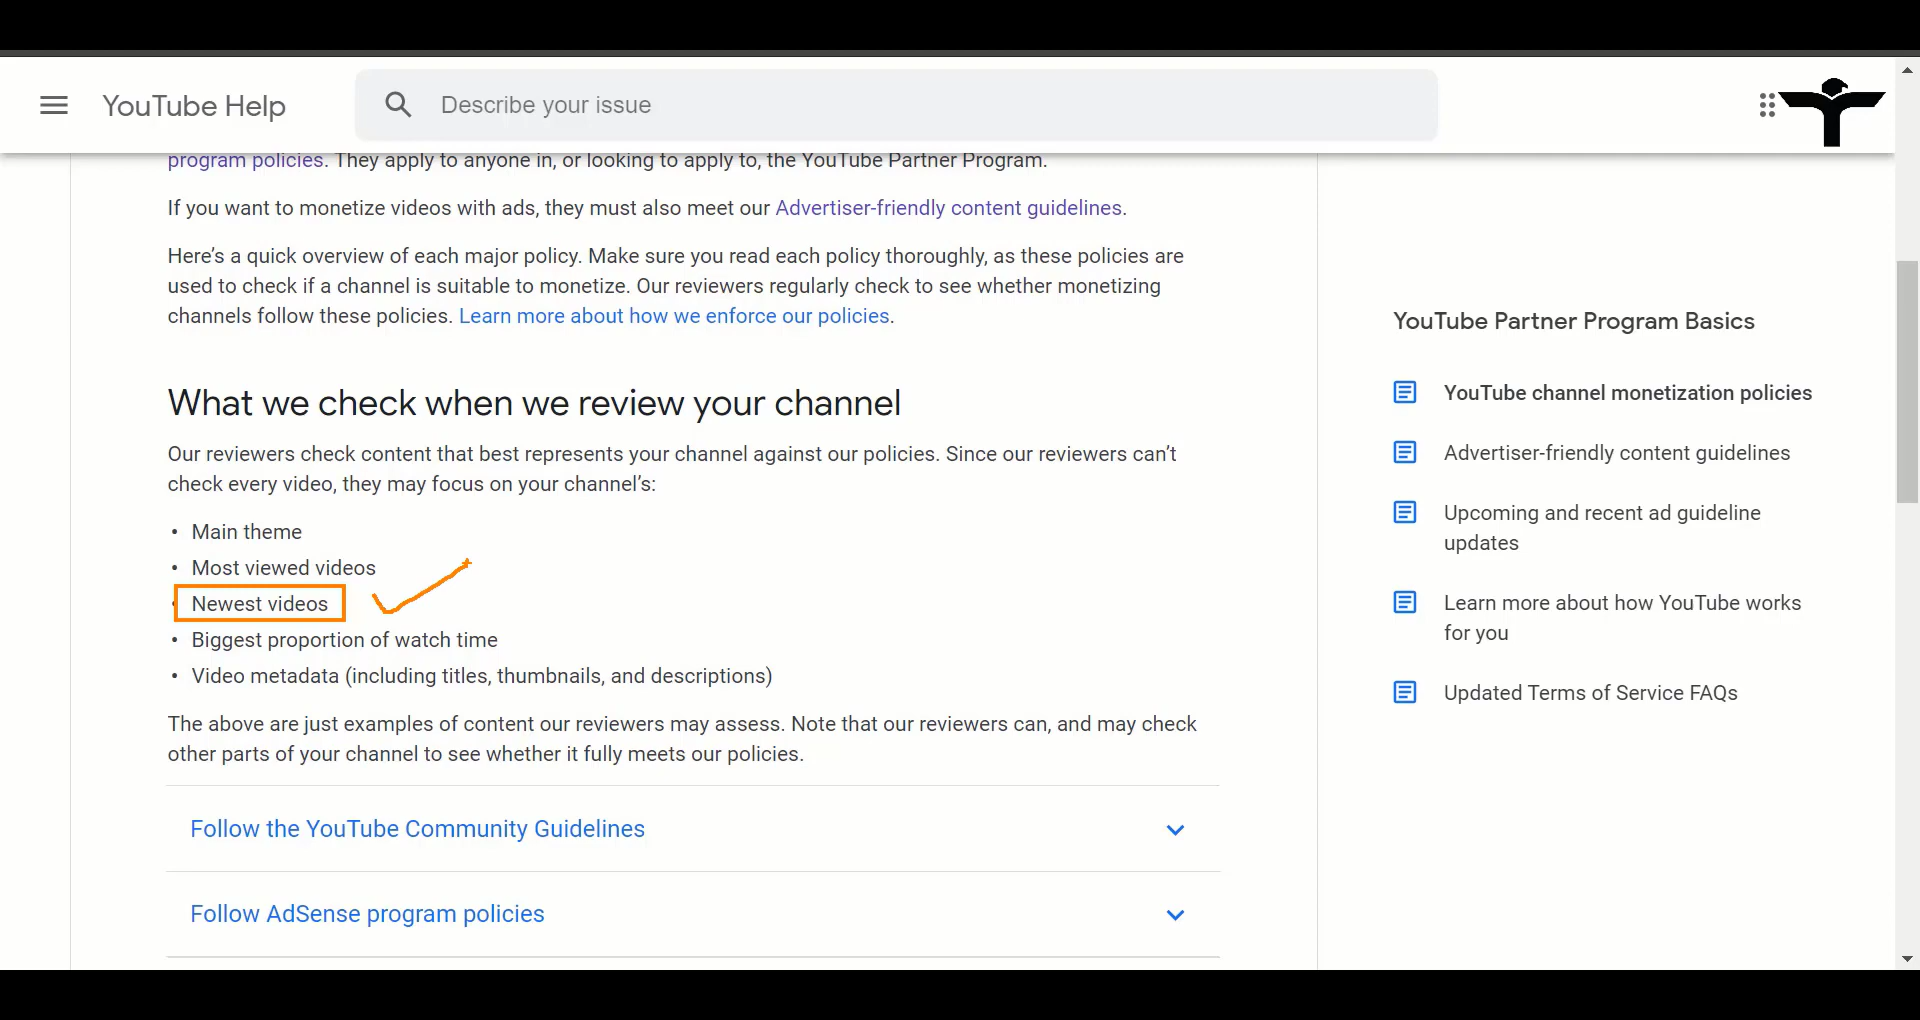 YouTube Help
Describe your issue
program policies. They apply to anyone in, or looking to apply to, the YouTube Partner Program.
If you want to monetize videos with ads, they must also meet our Advertiser-friendly content guidelines.
Here’s a quick overview of each major policy. Make sure you read each policy thoroughly, as these policies are
used to check if a channel is suitable to monetize. Our reviewers regularly check to see whether monetizing
channels follow these policies. Learn more about how we enforce our policies.
What we check when we review your channel
Our reviewers check content that best represents your channel against our policies. Since our reviewers can’t
check every video, they may focus on your channel’s:
• Main theme
• Most viewed videos
• Newest videos
• Biggest proportion of watch time
• Video metadata (including titles, thumbnails, and descriptions)
The above are just examples of content our reviewers may assess. Note that our reviewers can, and may check
other parts of your channel to see whether it fully meets our policies.
Follow the YouTube Community Guidelines
Follow AdSense program policies
YouTube Partner Program Basics
YouTube channel monetization policies
Advertiser-friendly content guidelines
Upcoming and recent ad guideline
updates
Learn more about how YouTube works
for you
Updated Terms of Service FAQs